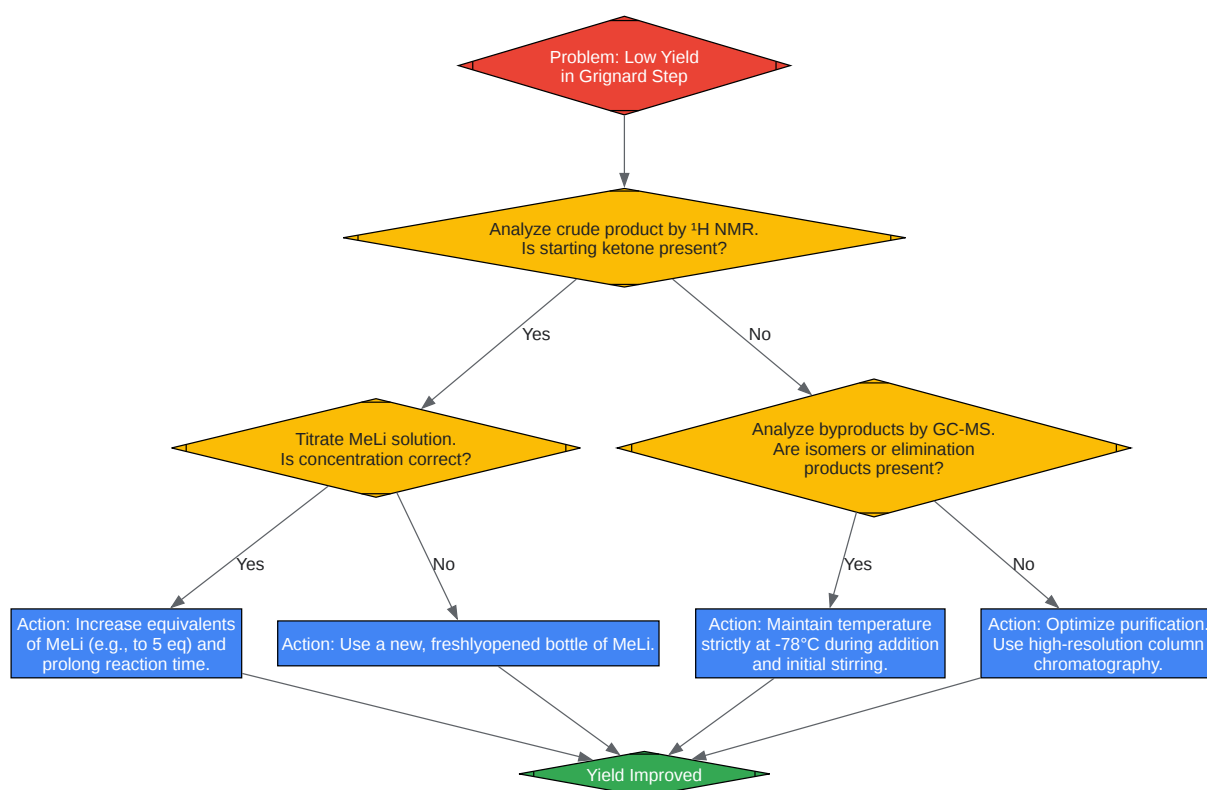 Problem: Low Yield
in Grignard Step
Analyze crude product by ¹H NMR.
Is starting ketone present?
Yes
No
Titrate MeLi solution.
Is concentration correct?
Analyze byproducts by GC-MS.
Are isomers or elimination
products present?
Yes
No
Yes
No
Action: Increase equivalents
of MeLi (e.g., to 5 eq) and
prolong reaction time.
Action: Use a new, freshlyopened bottle of MeLi.
Action: Maintain temperature
strictly at -78°C during addition
and initial stirring.
Action: Optimize purification.
Use high-resolution column
chromatography.
Yield Improved